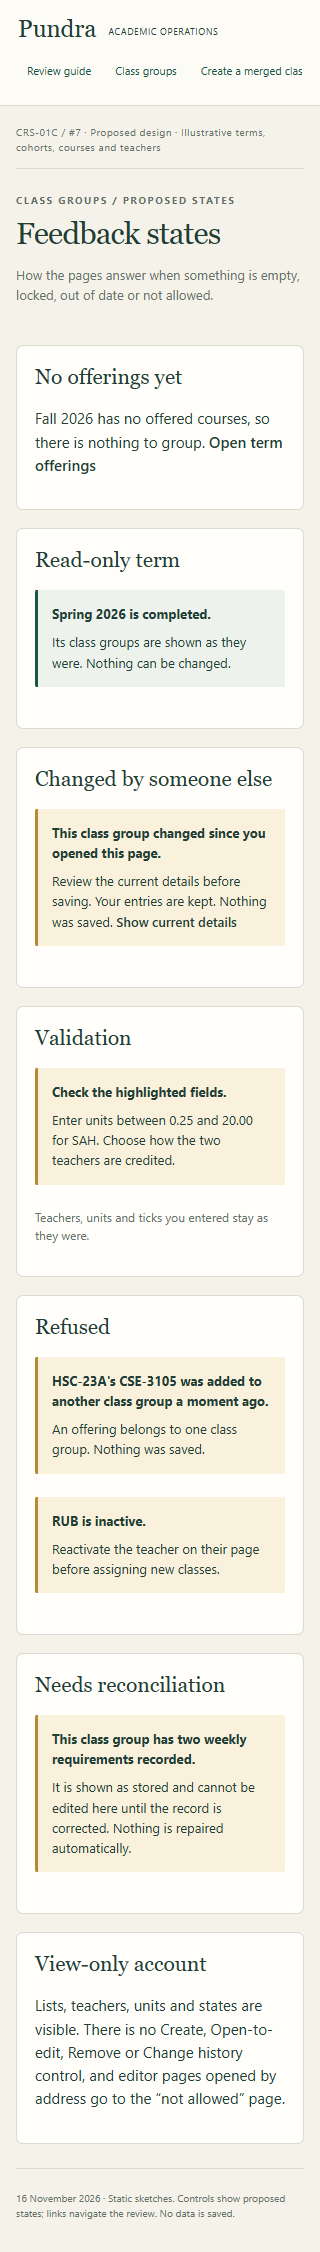 Pundra ACADEMIC OPERATIONS
Review guide Class groups Create a merged clas
CRS-01C / #7 · Proposed design · Illustrative terms,
cohorts, courses and teachers
CLASS GROUPS / PROPOSED STATES
Feedback states
How the pages answer when something is empty,
locked, out of date or not allowed.
No offerings yet
Fall 2026 has no offered courses, so
there is nothing to group. Open term
offerings
Read-only term
Spring 2026 is completed.
Its class groups are shown as they
were. Nothing can be changed.
Changed by someone else
This class group changed since you
opened this page.
Review the current details before
saving. Your entries are kept. Nothing
was saved. Show current details
Validation
Check the highlighted fields.
Enter units between 0.25 and 20.00
for SAH. Choose how the two
teachers are credited.
Teachers, units and ticks you entered stay as
they were.
Refused
HSC-23A's CSE-3105 was added to
another class group a moment ago.
An offering belongs to one class
group. Nothing was saved.
RUB is inactive.
Reactivate the teacher on their page
before assigning new classes.
Needs reconciliation
This class group has two weekly
requirements recorded.
It is shown as stored and cannot be
edited here until the record is
corrected. Nothing is repaired
automatically.
View-only account
Lists, teachers, units and states are
visible. There is no Create, Open-to-
edit, Remove or Change history
control, and editor pages opened by
address go to the “not allowed” page.
16 November 2026 · Static sketches. Controls show proposed
states; links navigate the review. No data is saved.